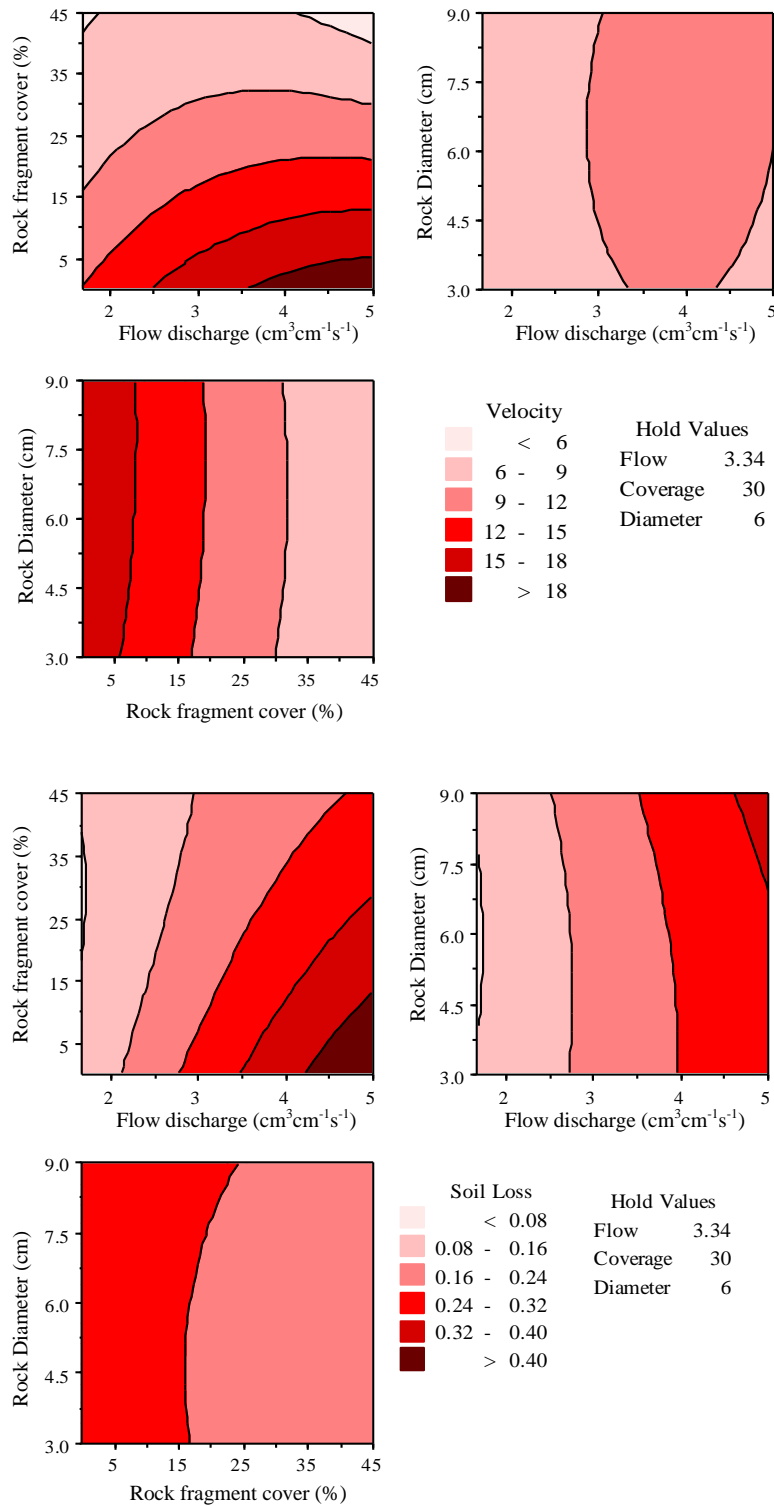 Rock fragment cover (%)
45
35
25
15
5
2 3 4 5
Flow discharge (cm³cm⁻¹s⁻¹)
Rock Diameter (cm)
9.0
7.5
6.0
4.5
3.0
2 3 4 5
Flow discharge (cm³cm⁻¹s⁻¹)
Rock Diameter (cm)
9.0
7.5
6.0
4.5
3.0
5 15 25 35 45
Rock fragment cover (%)
Velocity
< 6
6 - 9
9 - 12
12 - 15
15 - 18
> 18
Hold Values
Flow 3.34
Coverage 30
Diameter 6
Rock fragment cover (%)
45
35
25
15
5
2 3 4 5
Flow discharge (cm³cm⁻¹s⁻¹)
Rock Diameter (cm)
9.0
7.5
6.0
4.5
3.0
2 3 4 5
Flow discharge (cm³cm⁻¹s⁻¹)
Rock Diameter (cm)
9.0
7.5
6.0
4.5
3.0
5 15 25 35 45
Rock fragment cover (%)
Soil Loss
< 0.08
0.08 - 0.16
0.16 - 0.24
0.24 - 0.32
0.32 - 0.40
> 0.40
Hold Values
Flow 3.34
Coverage 30
Diameter 6